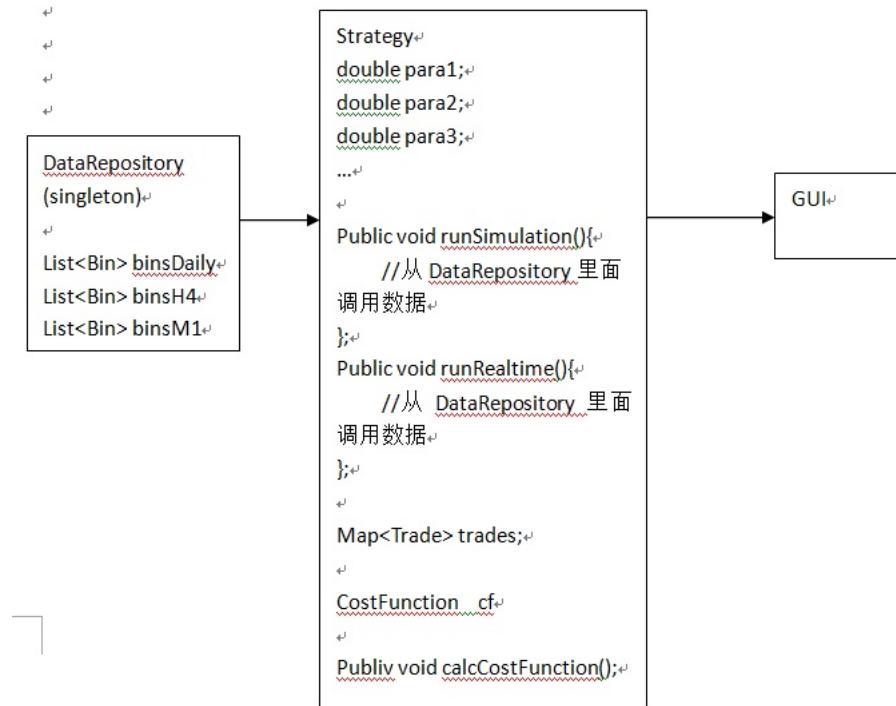 DataRepository
(singleton)
List<Bin> binsDaily
List<Bin> binsH4
List<Bin> binsM1
Strategy
double para1;
double para2;
double para3;
...
Public void runSimulation(){
//从 DataRepository 里面
调用数据
};
Public void runRealtime(){
//从 DataRepository 里面
调用数据
};
Map<Trade> trades;
CostFunction cf
Publiv void calcCostFunction();
GUI